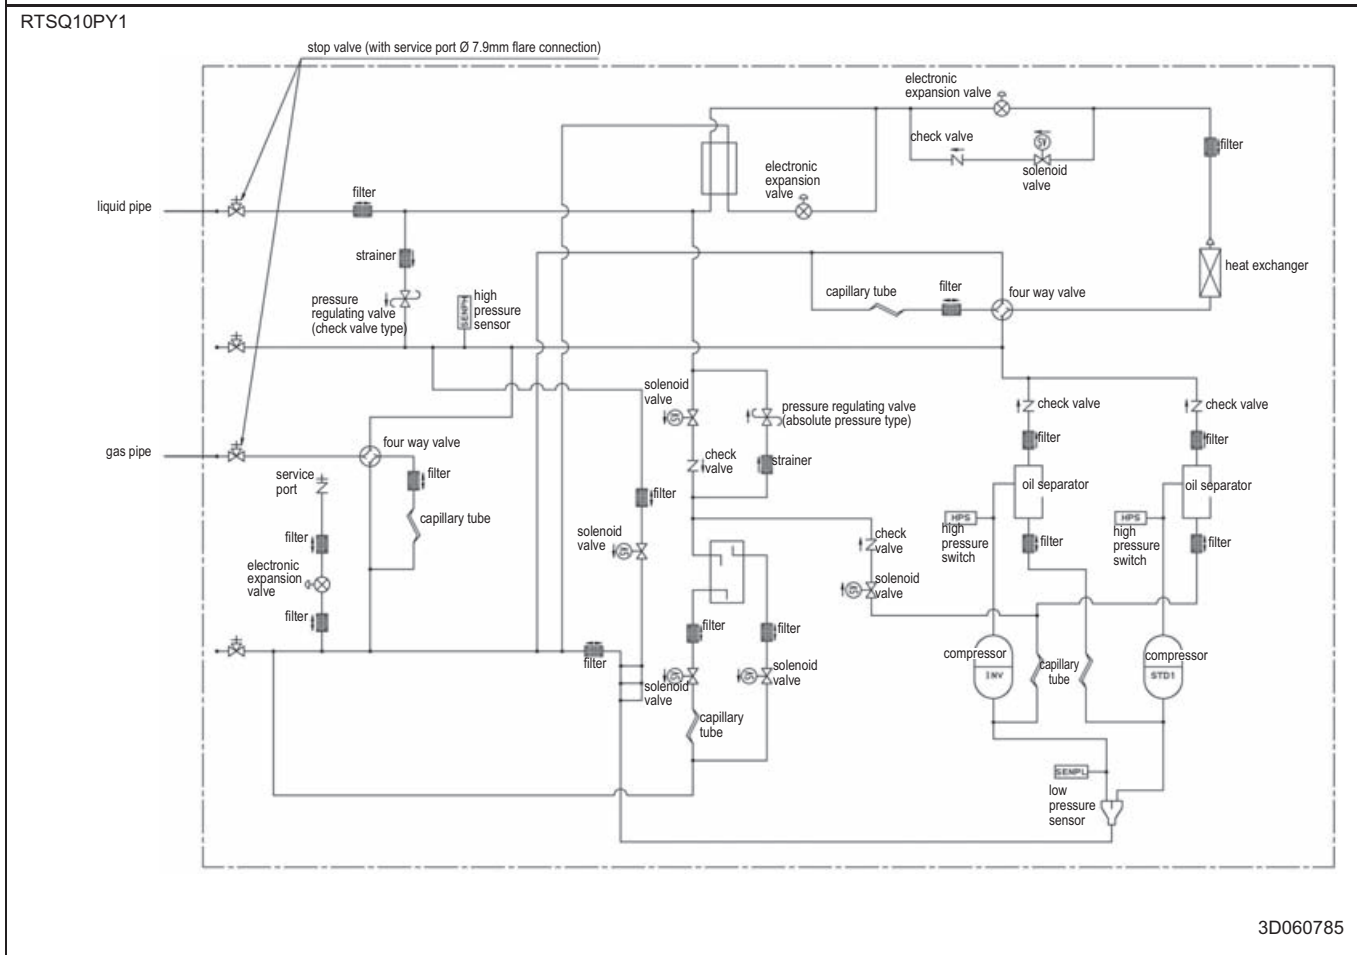 RTSQ10PY1
stop valve (with service port Ø 7.9mm flare connection)
electronic
expansion valve
check valve
SV
solenoid
valve
filter
electronic
expansion
valve
filter
liquid pipe
strainer
heat exchanger
pressure
regulating valve
(check valve type)
SENPH
high
pressure
sensor
capillary tube
filter
four way valve
solenoid
valve
pressure regulating valve
(absolute pressure type)
check valve
check valve
filter
filter
gas pipe
four way valve
service
port
filter
capillary tube
check
valve
strainer
filter
oil separator
oil separator
HPS
high
pressure
switch
HPS
high
pressure
switch
filter
filter
filter
electronic
expansion
valve
filter
solenoid
valve
check
valve
solenoid
valve
filter
filter
filter
solenoid
valve
solenoid
valve
compressor
INV
capillary
tube
compressor
STD1
capillary
tube
SENPL
low
pressure
sensor
3D060785